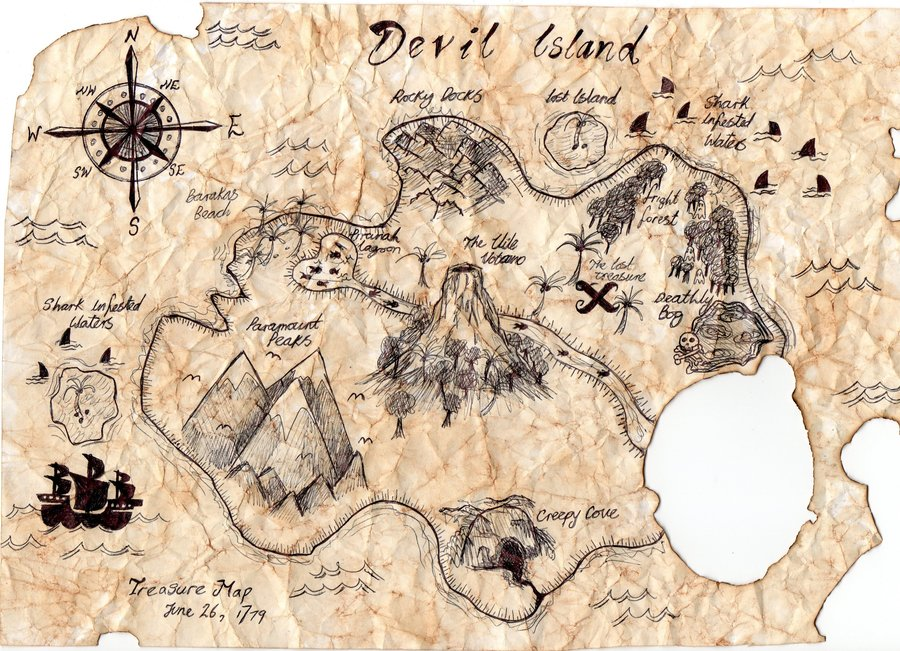 Devil Island
N
NW
NE
W
E
SW
SE
S
Rocky Docks
Lost Island
Shark
Infested
Waters
Barakas
Beach
Piranah
Lagoon
The Vile
Volcano
Fright
Forest
The Lost
Treasure
X
Deathly
Bog
Shark Infested
Waters
Paramount
Peaks
Creepy Cove
Treasure Map
June 26, 1779